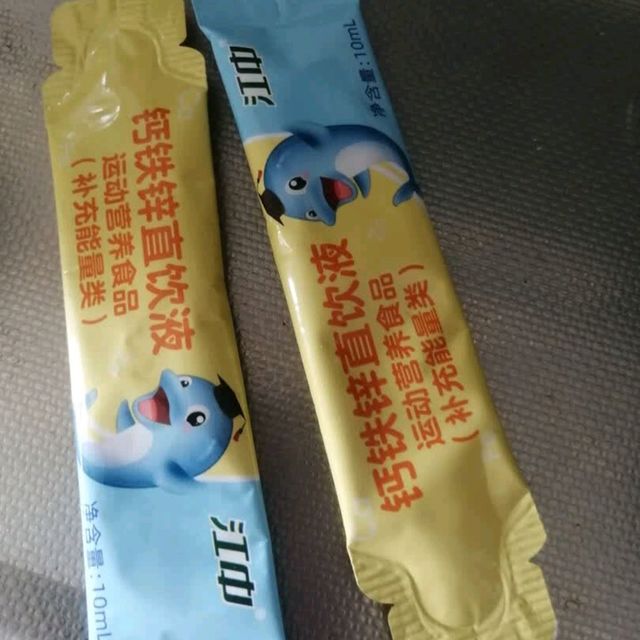 钙铁锌直饮液
运动营养食品
（补充能量类）
江中
净含量:10mL
江中
净含量:10mL
钙铁锌直饮液
运动营养食品
（补充能量类）